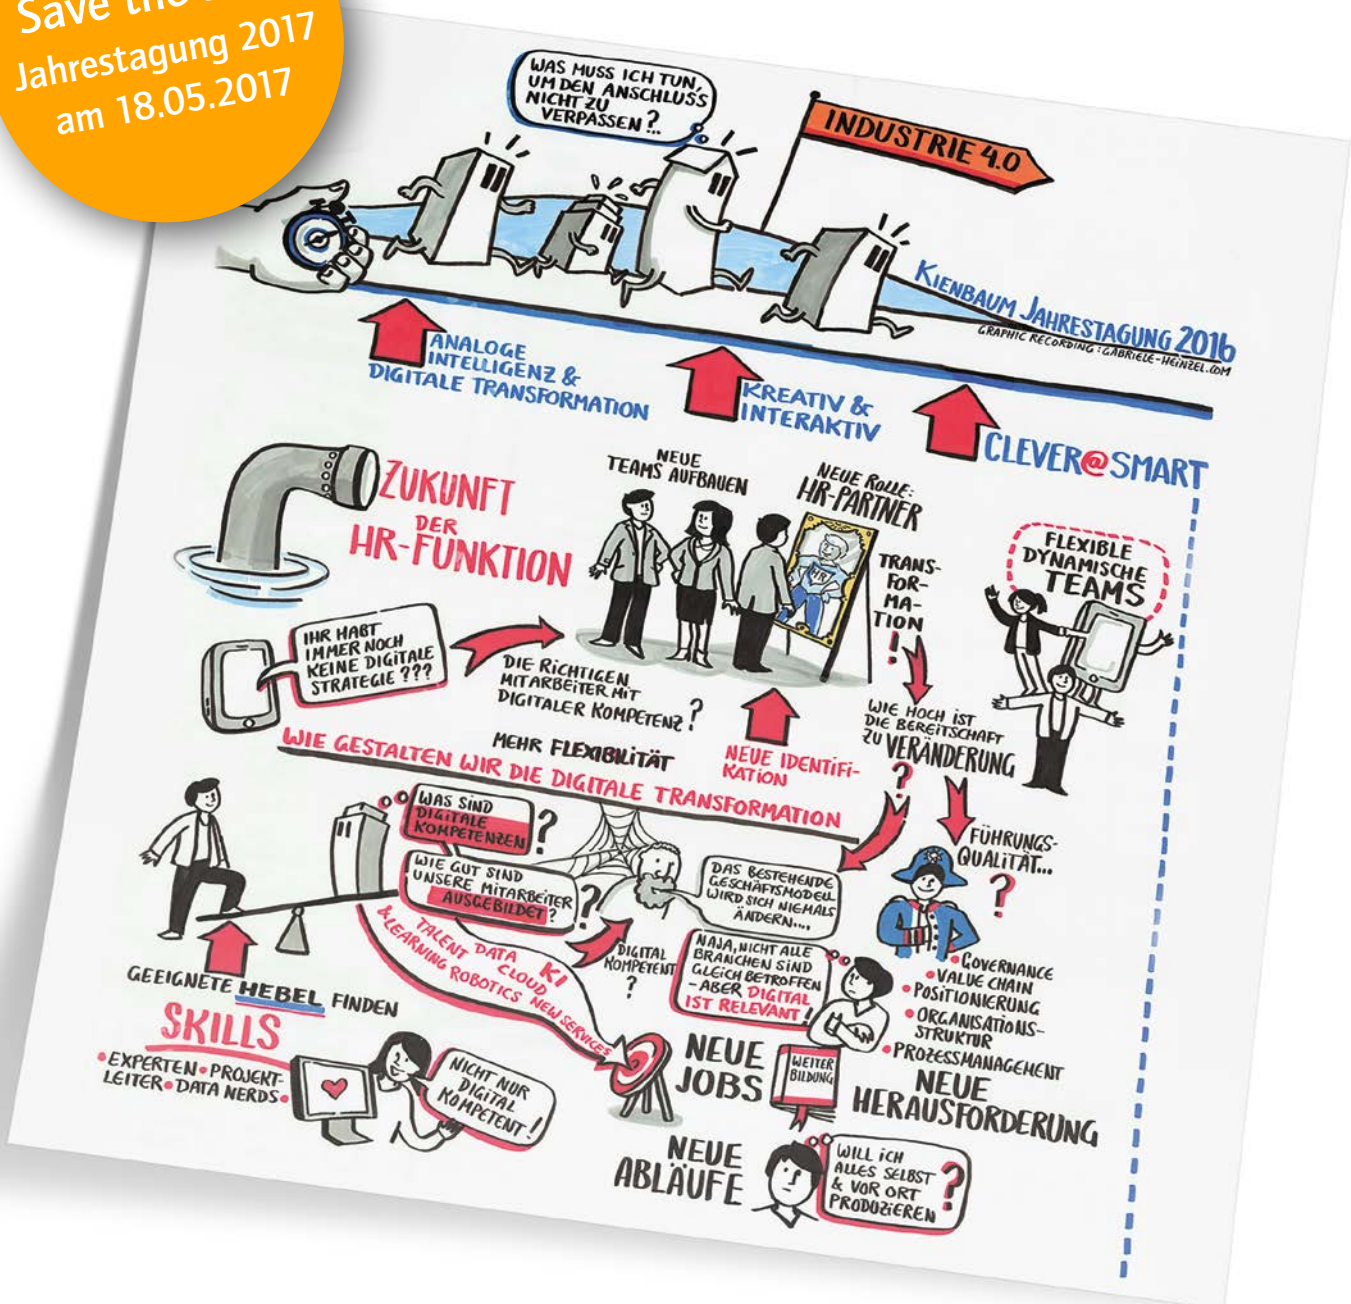 Save the
Jahrestagung 2017
am 18.05.2017
WAS MUSS ICH TUN,
UM DEN ANSCHLUSS
NICHT ZU
VERPASSEN?..
INDUSTRIE 4.0
KIENBAUM JAHRESTAGUNG 2016
GRAPHIC RECORDING: GABRIELE-HEINZEL.COM
ANALOGE
INTELLIGENZ &
DIGITALE TRANSFORMATION
KREATIV &
INTERAKTIV
CLEVER@SMART
ZUKUNFT
DER
HR-FUNKTION
NEUE
TEAMS AUFBAUEN
NEUE ROLLE:
HR-PARTNER
HR
TRANS-
FOR-
MA-
TION
!
FLEXIBLE
DYNAMISCHE
TEAMS
IHR HABT
IMMER NOCH
KEINE DIGITALE
STRATEGIE???
DIE RICHTIGEN
MITARBEITER MIT
DIGITALER KOMPETENZ?
MEHR FLEXIBILITÄT
NEUE IDENTIFI-
KATION
WIE HOCH IST
DIE BEREITSCHAFT
ZU VERÄNDERUNG
?
WIE GESTALTEN WIR DIE DIGITALE TRANSFORMATION
WAS SIND
DIGITALE
KOMPETENZEN
?
WIE GUT SIND
UNSERE MITARBEITER
AUSGEBILDET?
?
DAS BESTEHENDE
GESCHÄFTSMODELL
WIRD SICH NIEMALS
ÄNDERN....
FÜHRUNGS-
QUALITÄT...
?
GEEIGNETE HEBEL FINDEN
TALENT DATA KI
CLOUD
& LEARNING ROBOTICS NEW SERVICES
DIGITAL
KOMPETENT
?
NAJA, NICHT ALLE
BRANCHEN SIND
GLEICH BETROFFEN
- ABER DIGITAL
IST RELEVANT!
• GOVERNANCE
• VALUE CHAIN
• POSITIONIERUNG
• ORGANISATIONS-
STRUKTUR
• PROZESSMANAGEMENT
SKILLS
• EXPERTEN • PROJEKT-
LEITER • DATA NERDS •
NICHT NUR
DIGITAL
KOMPETENT!
NEUE
JOBS
WEITER
BILDUNG
NEUE
HERAUSFORDERUNG
NEUE
ABLÄUFE
WILL ICH
ALLES SELBST
& VOR ORT
PRODUZIEREN
?